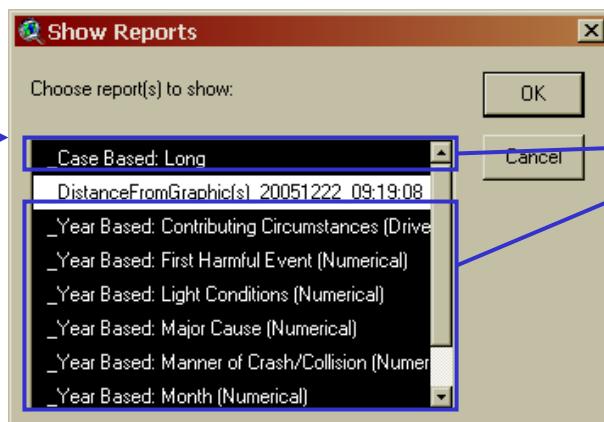 Show Reports
Choose report(s) to show:
OK
Cancel
_Case Based: Long
DistanceFromGraphic(s) 20051222 09:19:08
_Year Based: Contributing Circumstances (Drive
_Year Based: First Harmful Event (Numerical)
_Year Based: Light Conditions (Numerical)
_Year Based: Major Cause (Numerical)
_Year Based: Manner of Crash/Collision (Numer
_Year Based: Month (Numerical)